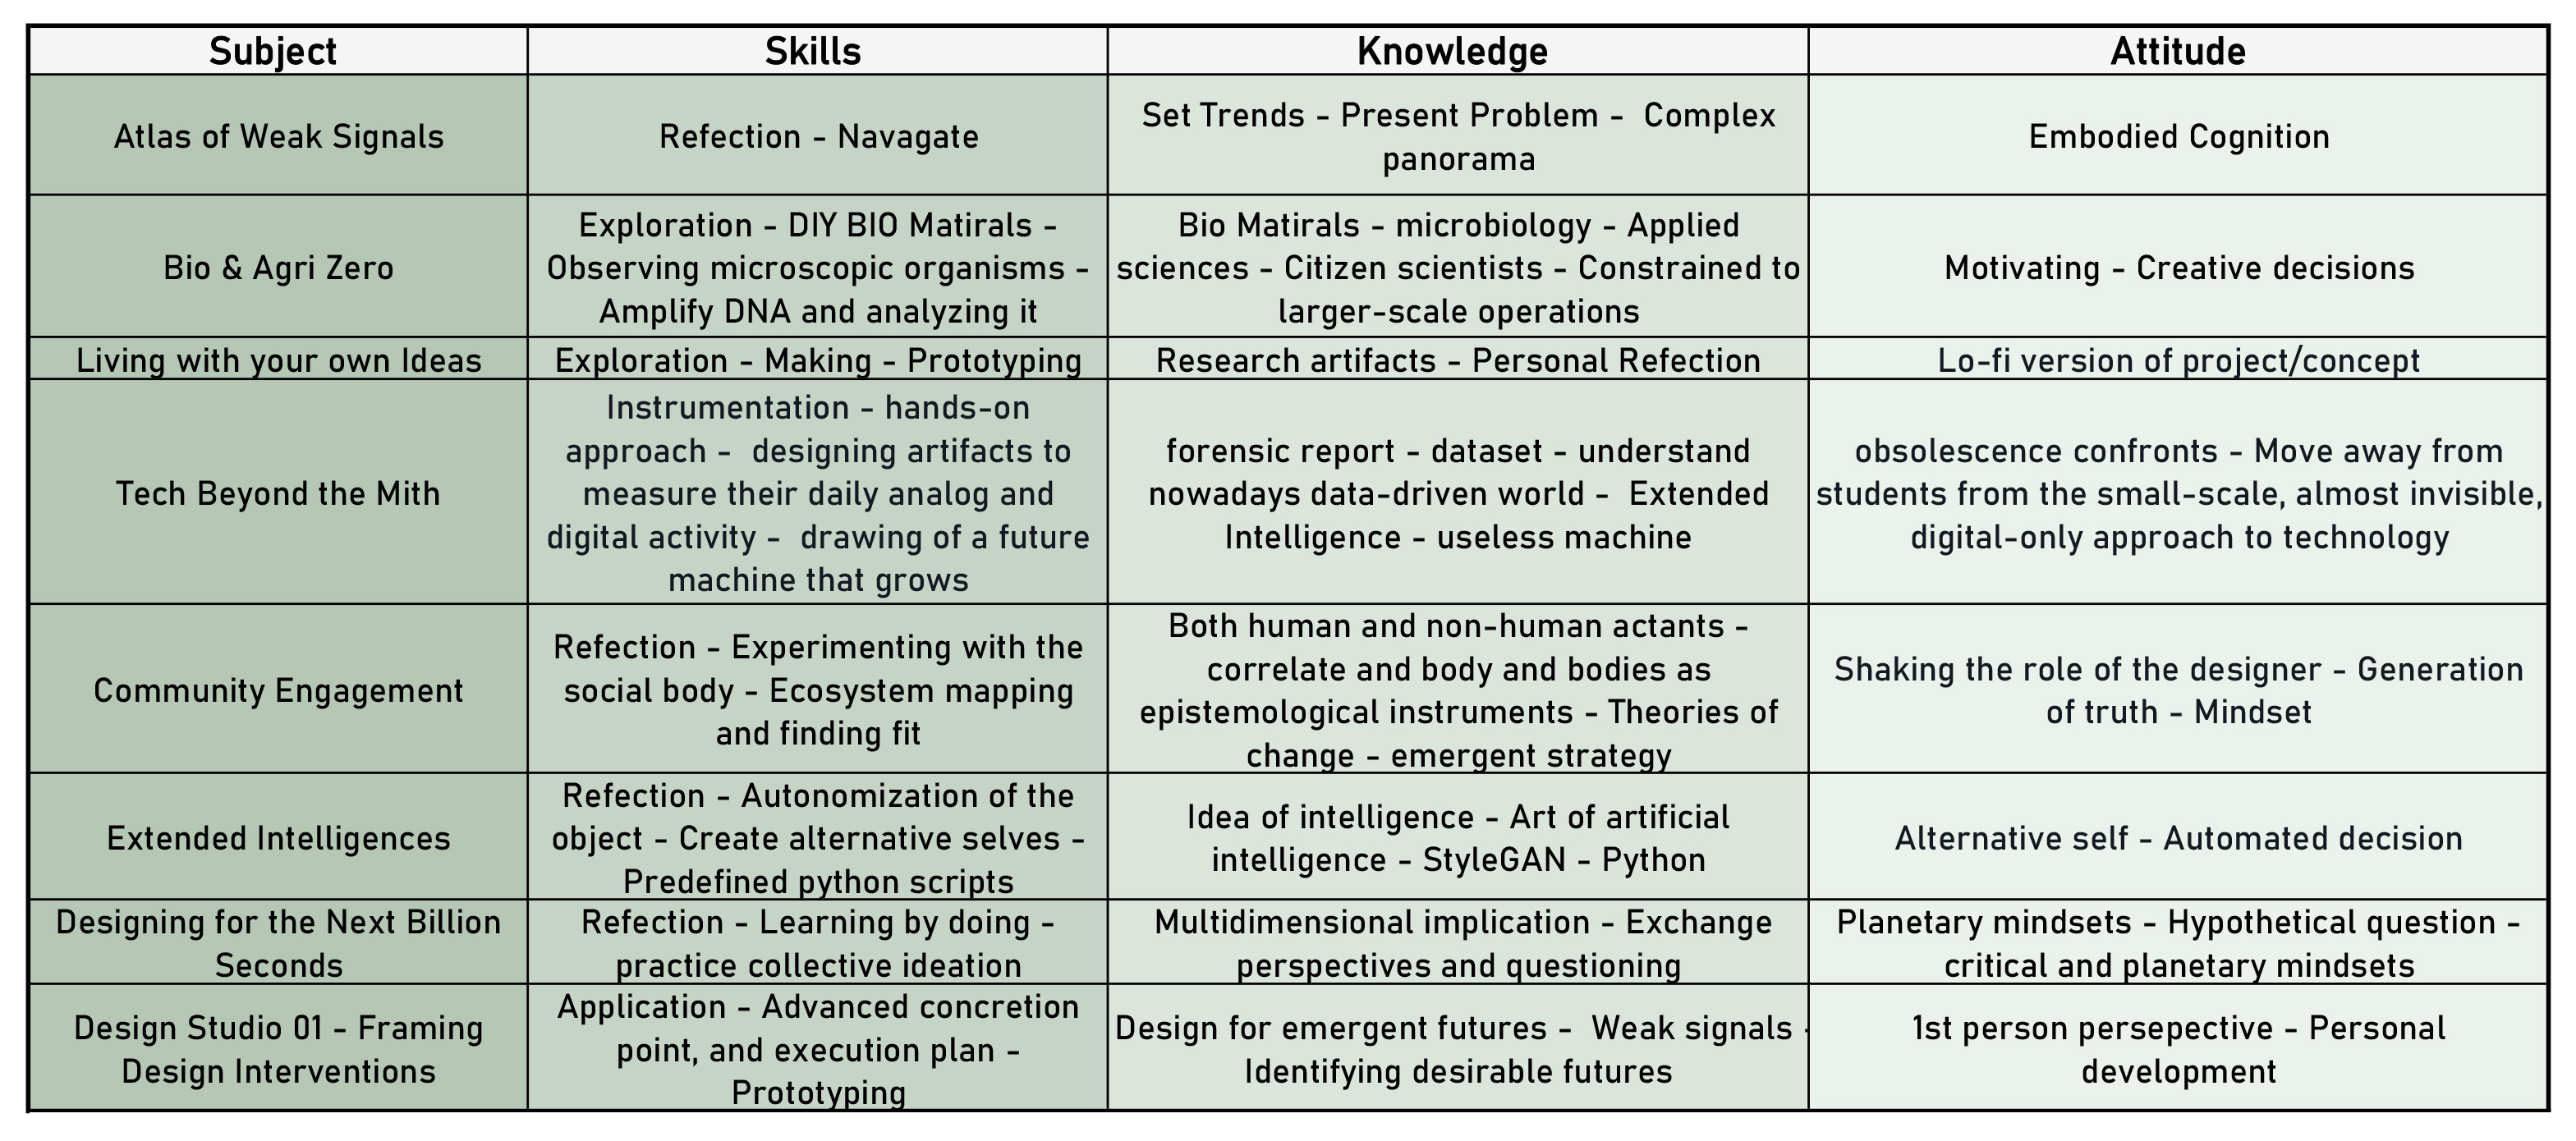 Subject
Skills
Knowledge
Attitude
Atlas of Weak Signals
Refection - Navagate
Set Trends - Present Problem -  Complex
panorama
Embodied Cognition
Bio & Agri Zero
Exploration - DIY BIO Matirals -
Observing microscopic organisms -
Amplify DNA and analyzing it
Bio Matirals - microbiology - Applied
sciences - Citizen scientists - Constrained to
larger-scale operations
Motivating - Creative decisions
Living with your own Ideas
Exploration - Making - Prototyping
Research artifacts - Personal Refection
Lo-fi version of project/concept
Tech Beyond the Mith
Instrumentation - hands-on
approach -  designing artifacts to
measure their daily analog and
digital activity -  drawing of a future
machine that grows
forensic report - dataset - understand
nowadays data-driven world -  Extended
Intelligence - useless machine
obsolescence confronts - Move away from
students from the small-scale, almost invisible,
digital-only approach to technology
Community Engagement
Refection - Experimenting with the
social body - Ecosystem mapping
and finding fit
Both human and non-human actants -
correlate and body and bodies as
epistemological instruments - Theories of
change - emergent strategy
Shaking the role of the designer - Generation
of truth - Mindset
Extended Intelligences
Refection - Autonomization of the
object - Create alternative selves -
Predefined python scripts
Idea of intelligence - Art of artificial
intelligence - StyleGAN - Python
Alternative self - Automated decision
Designing for the Next Billion
Seconds
Refection - Learning by doing -
practice collective ideation
Multidimensional implication - Exchange
perspectives and questioning
Planetary mindsets - Hypothetical question -
critical and planetary mindsets
Design Studio 01 - Framing
Design Interventions
Application - Advanced concretion
point, and execution plan -
Prototyping
Design for emergent futures -  Weak signals -
Identifying desirable futures
1st person persepective - Personal
development